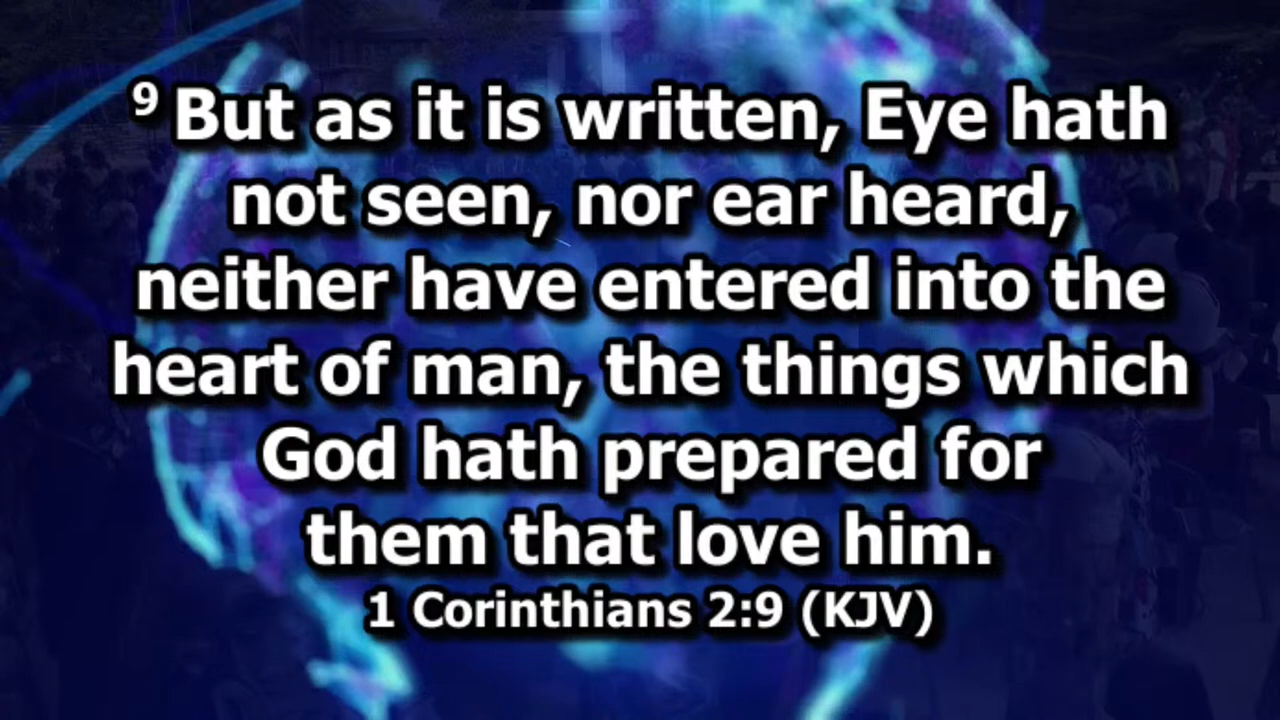 9 But as it is written, Eye hath
not seen, nor ear heard,
neither have entered into the
heart of man, the things which
God hath prepared for
them that love him.
1 Corinthians 2:9 (KJV)